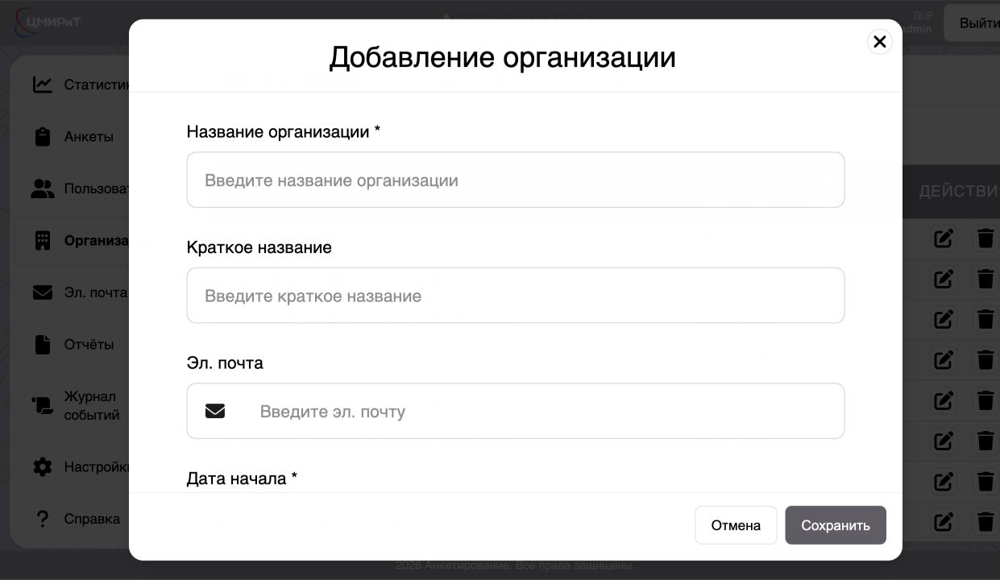 ЦМИРиТ
ДЦР
admin
Выйти
Добавление организации
Статистик
Анкеты
Пользоват
Организа
Эл. почта
Отчёты
Журнал
событий
Настройки
Справка
Название организации *
Введите название организации
Краткое название
Введите краткое название
Эл. почта
Введите эл. почту
Дата начала *
ДЕЙСТВИ
Отмена
Сохранить
2026 Анкетирование. Все права защищены.